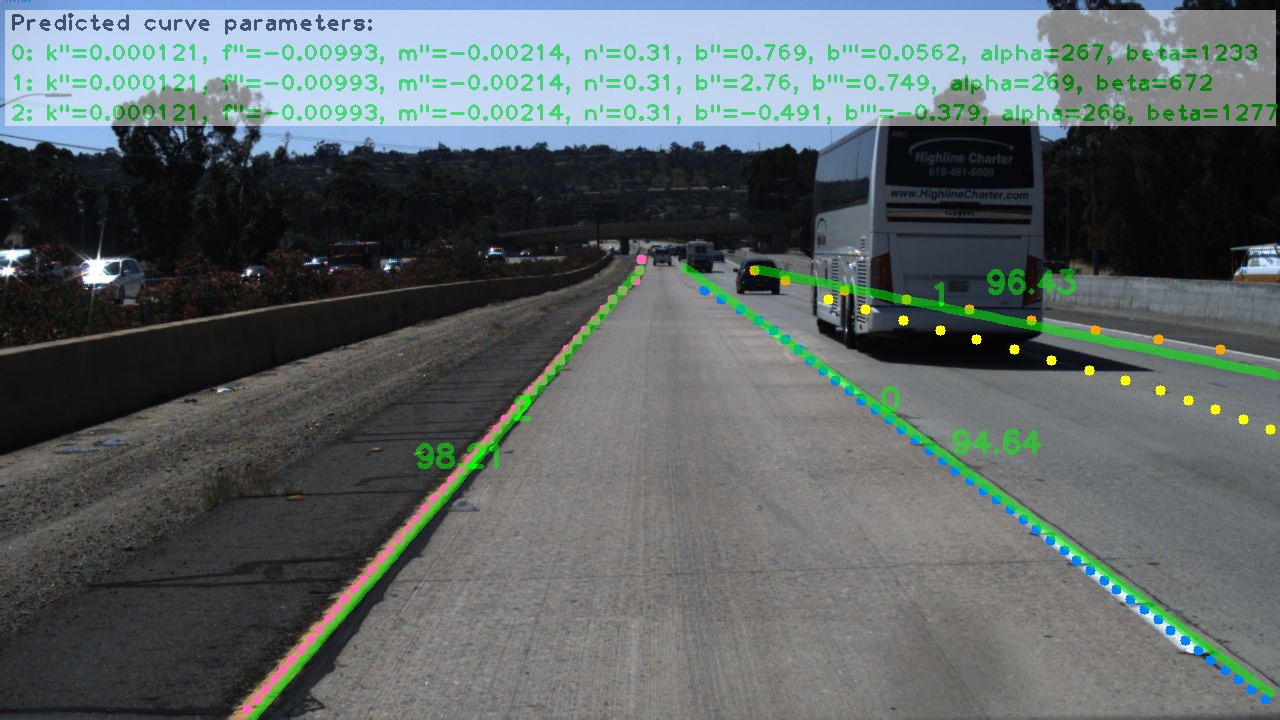 Predicted curve parameters:
0: k''=0.000121, f''=-0.00993, m''=-0.00214, n'=0.31, b''=0.769, b'''=0.0562, alpha=267, beta=1233
1: k''=0.000121, f''=-0.00993, m''=-0.00214, n'=0.31, b''=2.76, b'''=0.749, alpha=269, beta=672
2: k''=0.000121, f''=-0.00993, m''=-0.00214, n'=0.31, b''=-0.491, b'''=-0.379, alpha=268, beta=1277
Highline Charter
619-461-6000
www.HighlineCharter.com
1
96.43
2
0
98.21
94.64